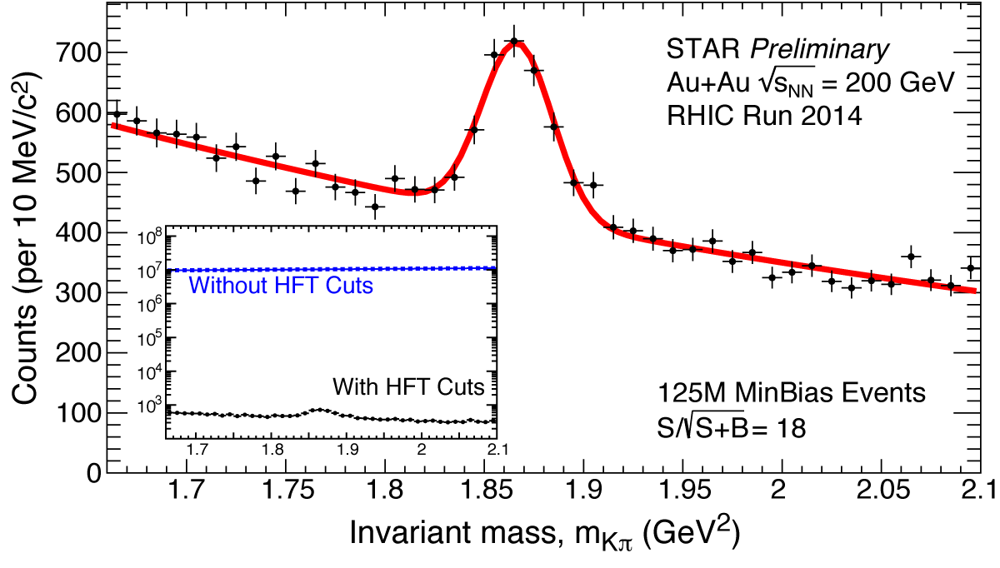 STAR Preliminary
Au+Au √sNN = 200 GeV
RHIC Run 2014
Counts (per 10 MeV/c²)
700
600
500
400
300
200
100
0
10⁸
10⁷
10⁶
10⁵
10⁴
10³
Without HFT Cuts
With HFT Cuts
1.7 1.8 1.9 2 2.1
125M MinBias Events
S/√S+B = 18
1.7 1.75 1.8 1.85 1.9 1.95 2 2.05 2.1
Invariant mass, mKπ (GeV²)